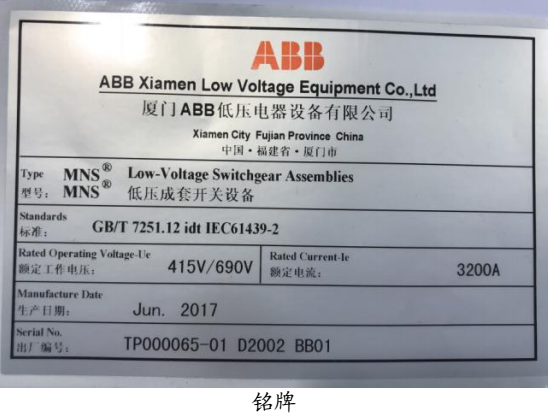 ABB
ABB Xiamen Low Voltage Equipment Co.,Ltd
厦门ABB低压电器设备有限公司
Xiamen City Fujian Province China
中国·福建省·厦门市
Type MNS® Low-Voltage Switchgear Assemblies
型号: MNS® 低压成套开关设备
Standards
标准: GB/T 7251.12 idt IEC61439-2
Rated Operating Voltage-Ue
额定工作电压: 415V/690V
Rated Current-Ie
额定电流: 3200A
Manufacture Date
生产日期: Jun. 2017
Serial No.
出厂编号: TP000065-01 D2002 BB01
铭牌